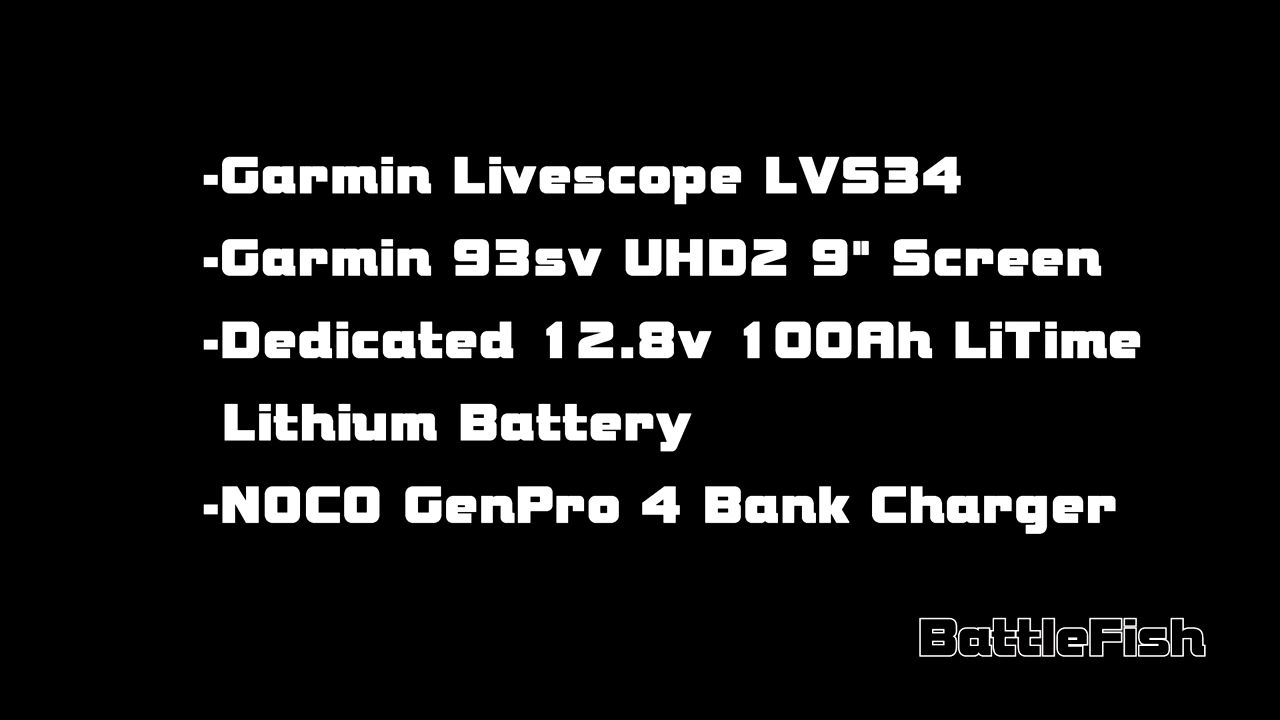 -Garmin Livescope LVS34
-Garmin 93sv UHD2 9" Screen
-Dedicated 12.8v 100Ah LiTime
Lithium Battery
-NOCO GenPro 4 Bank Charger
BattleFish